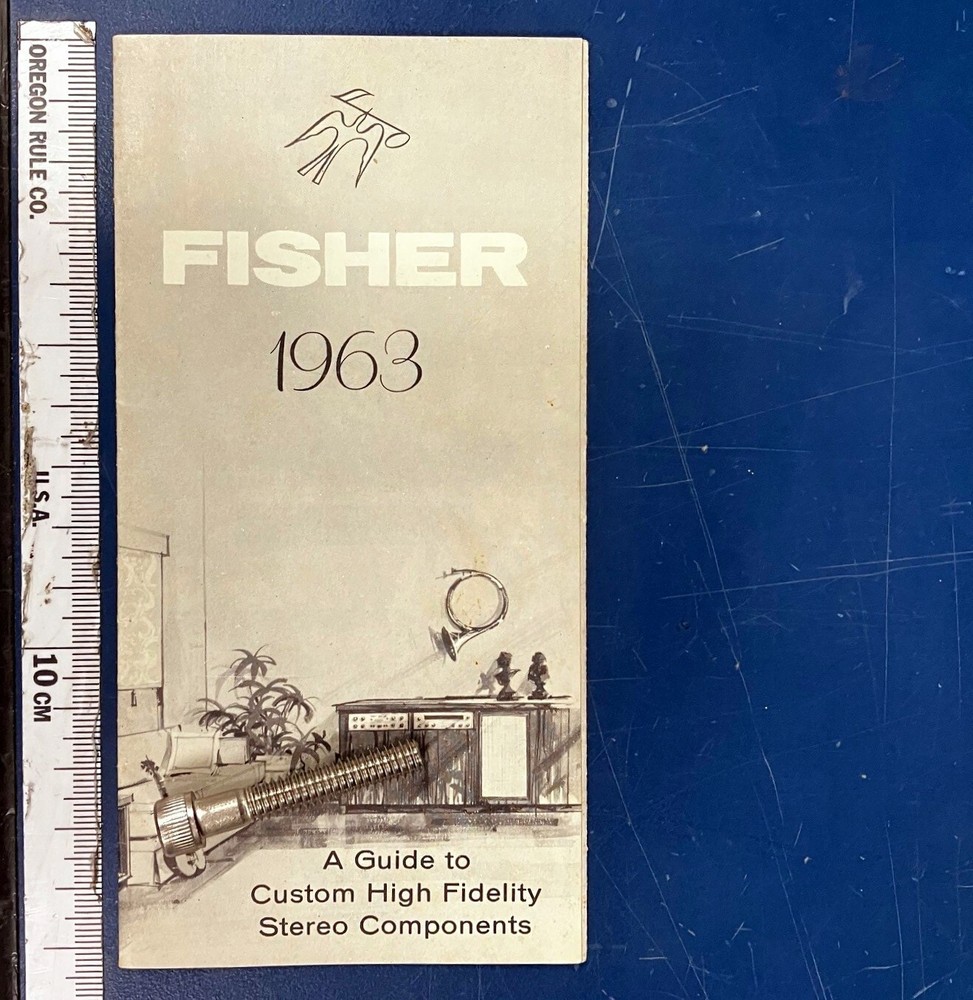 OREGON RULE CO.
U.S.A.
10 CM
FISHER
1963
A Guide to
Custom High Fidelity
Stereo Components